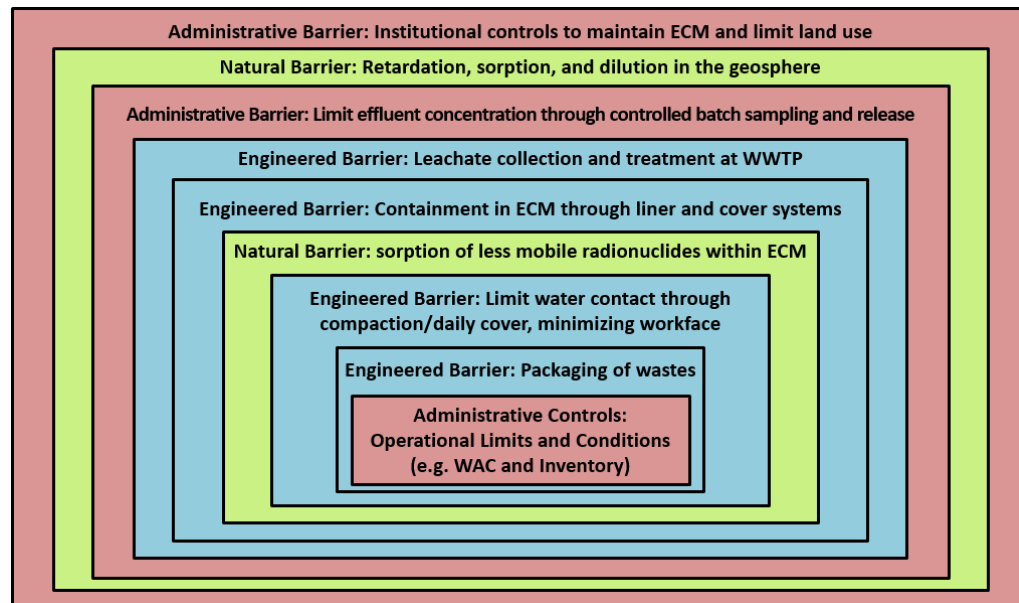 Administrative Barrier: Institutional controls to maintain ECM and limit land use
Natural Barrier: Retardation, sorption, and dilution in the geosphere
Administrative Barrier: Limit effluent concentration through controlled batch sampling and release
Engineered Barrier: Leachate collection and treatment at WWTP
Engineered Barrier: Containment in ECM through liner and cover systems
Natural Barrier: sorption of less mobile radionuclides within ECM
Engineered Barrier: Limit water contact through
compaction/daily cover, minimizing workface
Engineered Barrier: Packaging of wastes
Administrative Controls:
Operational Limits and Conditions
(e.g. WAC and Inventory)